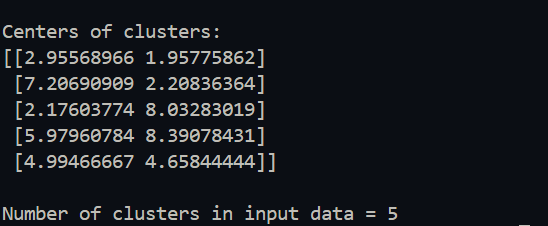 Centers of clusters:
[[2.95568966 1.95775862]
[7.20690909 2.20836364]
[2.17603774 8.03283019]
[5.97960784 8.39078431]
[4.99466667 4.65844444]]
Number of clusters in input data = 5